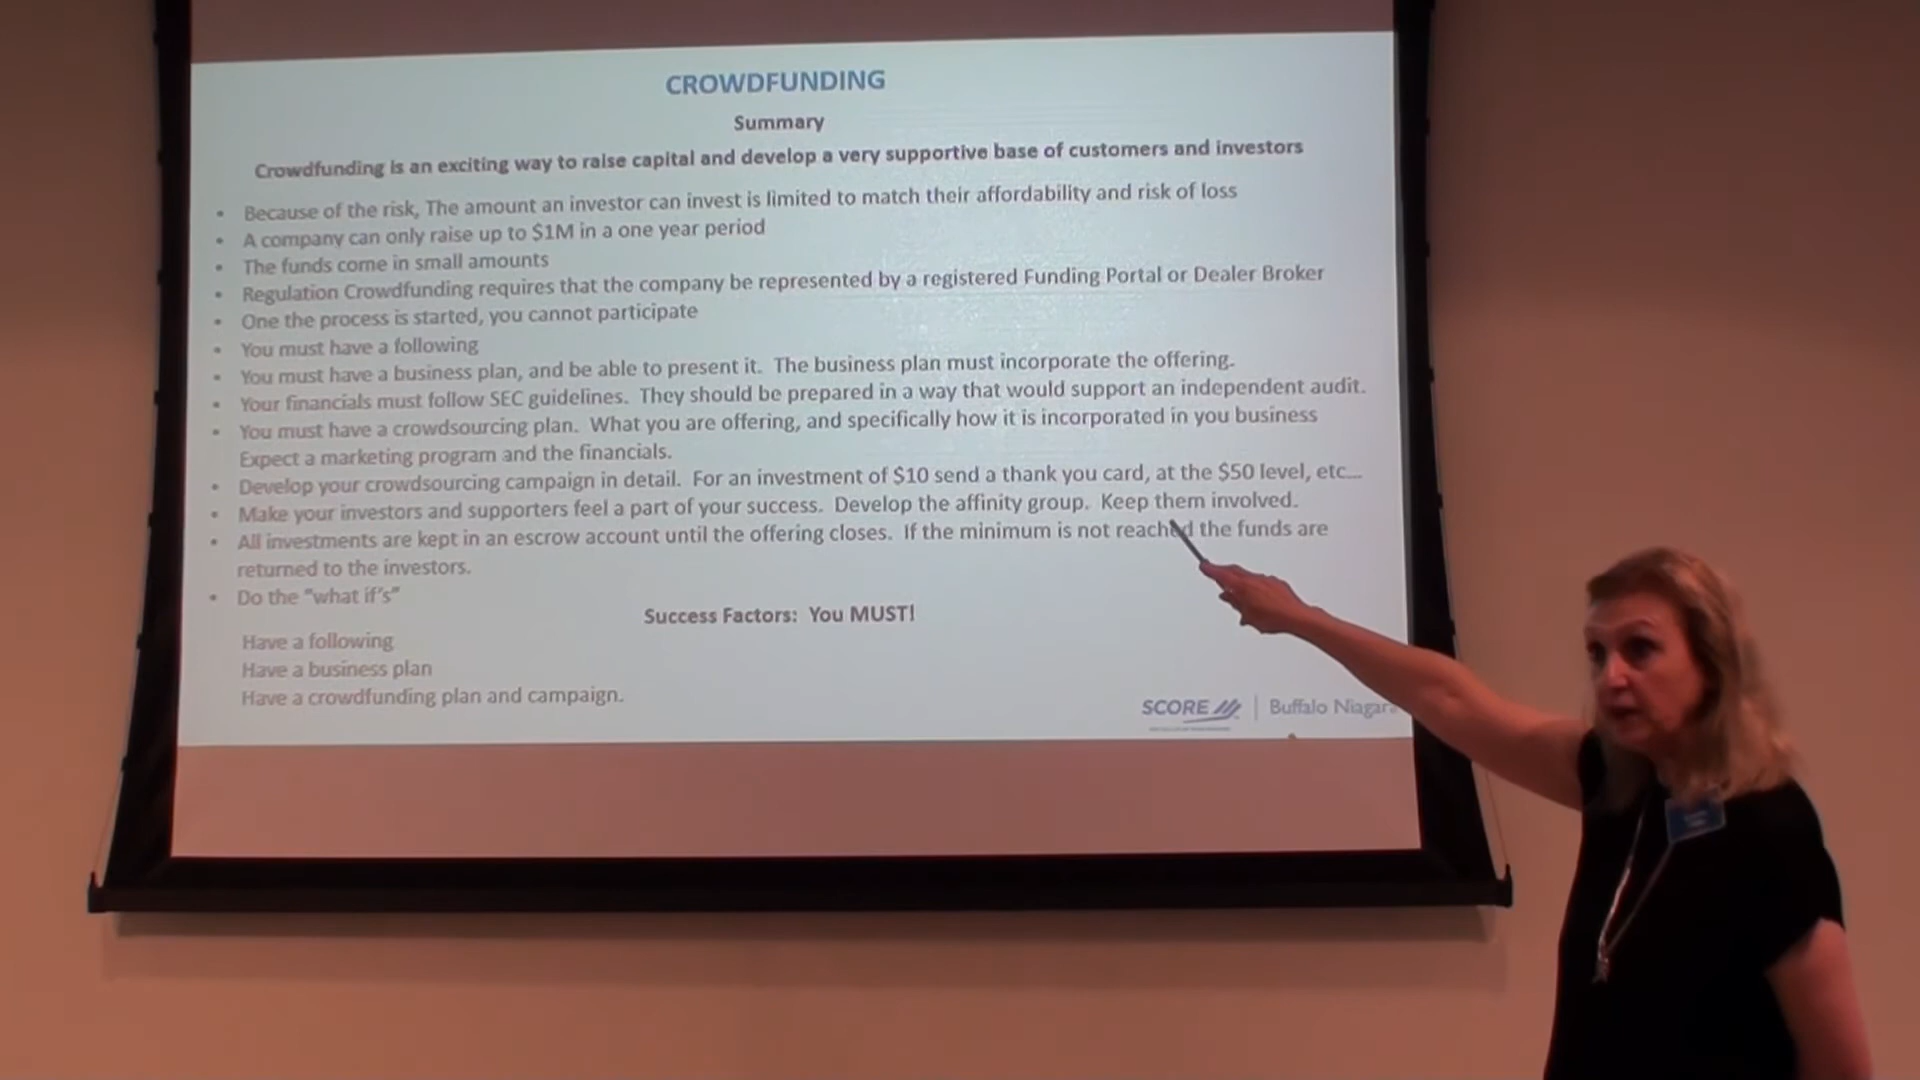 CROWDFUNDING
Summary
Crowdfunding is an exciting way to raise capital and develop a very supportive base of customers and investors
• Because of the risk, The amount an investor can invest is limited to match their affordability and risk of loss
• A company can only raise up to $1M in a one year period
• The funds come in small amounts
• Regulation Crowdfunding requires that the company be represented by a registered Funding Portal or Dealer Broker
• One the process is started, you cannot participate
• You must have a following
• You must have a business plan, and be able to present it. The business plan must incorporate the offering.
• Your financials must follow SEC guidelines. They should be prepared in a way that would support an independent audit.
• You must have a crowdsourcing plan. What you are offering, and specifically how it is incorporated in you business
Expect a marketing program and the financials.
• Develop your crowdsourcing campaign in detail. For an investment of $10 send a thank you card, at the $50 level, etc...
• Make your investors and supporters feel a part of your success. Develop the affinity group. Keep them involved.
• All investments are kept in an escrow account until the offering closes. If the minimum is not reached the funds are
returned to the investors.
• Do the "what if's"
Success Factors: You MUST!
Have a following
Have a business plan
Have a crowdfunding plan and campaign.
SCORE | Buffalo Niagara